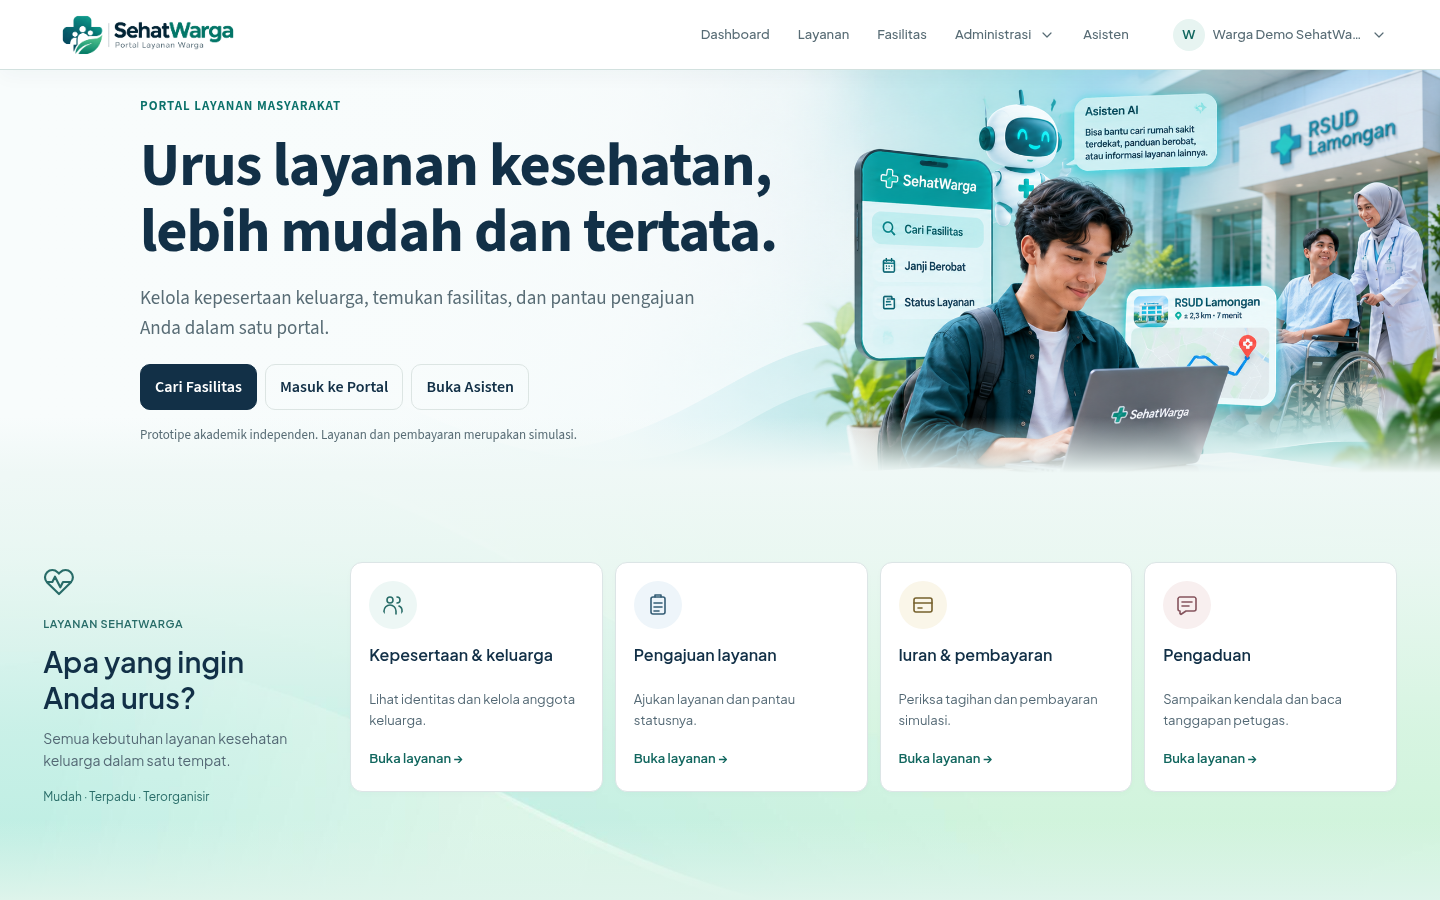 SehatWarga
Portal Layanan Warga
Dashboard
Layanan
Fasilitas
Administrasi
Asisten
W
Warga Demo SehatWa...
PORTAL LAYANAN MASYARAKAT
Urus layanan kesehatan,
lebih mudah dan tertata.
Kelola kepesertaan keluarga, temukan fasilitas, dan pantau pengajuan
Anda dalam satu portal.
Cari Fasilitas
Masuk ke Portal
Buka Asisten
Prototipe akademik independen. Layanan dan pembayaran merupakan simulasi.
SehatWarga
Cari Fasilitas
Janji Berobat
Status Layanan
Asisten AI
Bisa bantu cari rumah sakit
terdekat, panduan berobat,
atau informasi layanan lainnya.
RSUD
Lamongan
RSUD Lamongan
± 2,3 km • 7 menit
SehatWarga
LAYANAN SEHATWARGA
Apa yang ingin
Anda urus?
Semua kebutuhan layanan kesehatan
keluarga dalam satu tempat.
Mudah · Terpadu · Terorganisir
Kepesertaan & keluarga
Lihat identitas dan kelola anggota
keluarga.
Buka layanan →
Pengajuan layanan
Ajukan layanan dan pantau
statusnya.
Buka layanan →
Iuran & pembayaran
Periksa tagihan dan pembayaran
simulasi.
Buka layanan →
Pengaduan
Sampaikan kendala dan baca
tanggapan petugas.
Buka layanan →